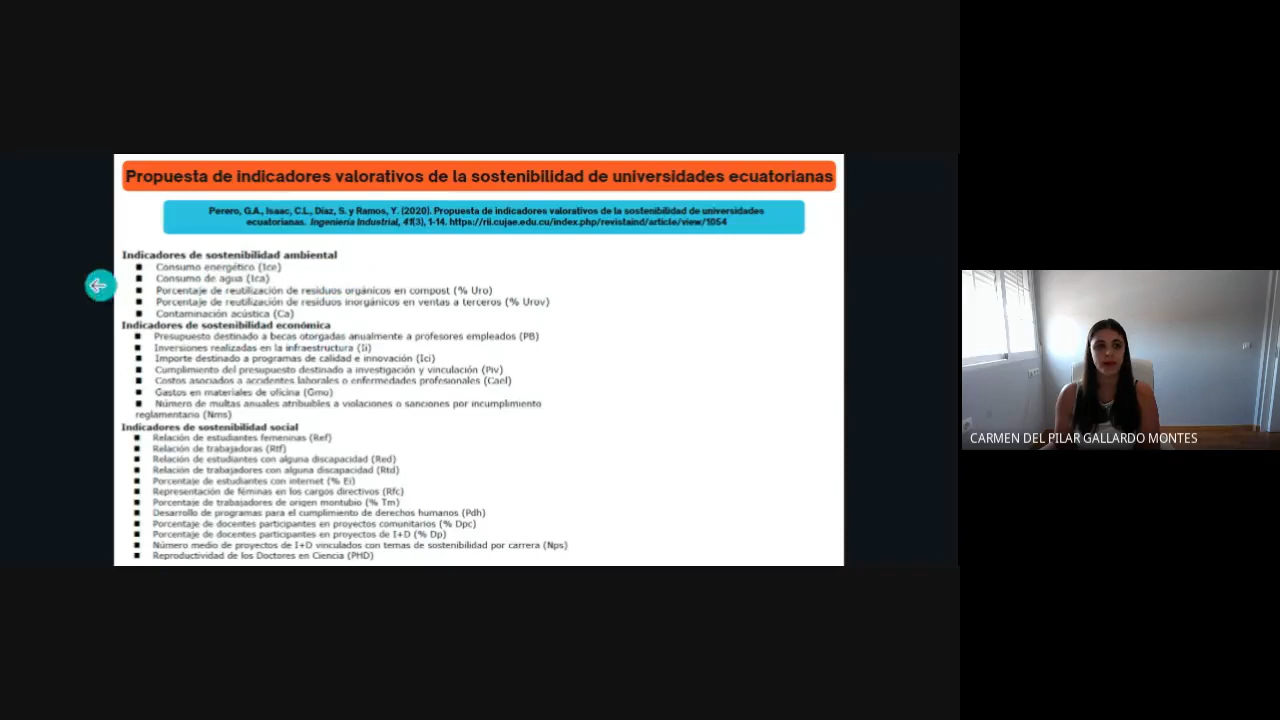 Propuesta de indicadores valorativos de la sostenibilidad de universidades ecuatorianas
Perero, G.A., Isaac, C.L., Díaz, S. y Ramos, Y. (2020). Propuesta de indicadores valorativos de la sostenibilidad de universidades
ecuatorianas. Ingeniería Industrial, 41(3), 1-14. https://rii.cujae.edu.cu/index.php/revistaind/article/view/1054
Indicadores de sostenibilidad ambiental
Consumo energético (Ice)
Consumo de agua (Ica)
Porcentaje de reutilización de residuos orgánicos en compost (% Uro)
Porcentaje de reutilización de residuos inorgánicos en ventas a terceros (% Urov)
Contaminación acústica (Ca)
Indicadores de sostenibilidad económica
Presupuesto destinado a becas otorgadas anualmente a profesores empleados (PB)
Inversiones realizadas en la infraestructura (Ii)
Importe destinado a programas de calidad e innovación (Ici)
Cumplimiento del presupuesto destinado a investigación y vinculación (Piv)
Costos asociados a accidentes laborales o enfermedades profesionales (Cael)
Gastos en materiales de oficina (Gmo)
Número de multas anuales atribuibles a violaciones o sanciones por incumplimiento
reglamentario (Nms)
Indicadores de sostenibilidad social
Relación de estudiantes femeninas (Ref)
Relación de trabajadoras (Rtf)
Relación de estudiantes con alguna discapacidad (Red)
Relación de trabajadores con alguna discapacidad (Rtd)
Porcentaje de estudiantes con internet (% Ei)
Representación de féminas en los cargos directivos (Rfc)
Porcentaje de trabajadores de origen montubio (% Tm)
Desarrollo de programas para el cumplimiento de derechos humanos (Pdh)
Porcentaje de docentes participantes en proyectos comunitarios (% Dpc)
Porcentaje de docentes participantes en proyectos de I+D (% Dp)
Número medio de proyectos de I+D vinculados con temas de sostenibilidad por carrera (Nps)
Reproductividad de los Doctores en Ciencia (PHD)
CARMEN DEL PILAR GALLARDO MONTES